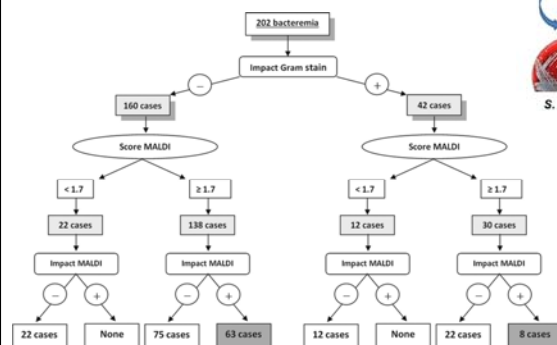 202 bacteremia
Impact Gram stain
− +
160 cases 42 cases
S.
Score MALDI Score MALDI
< 1.7 ≥ 1.7 < 1.7 ≥ 1.7
22 cases 138 cases 12 cases 30 cases
Impact MALDI Impact MALDI Impact MALDI Impact MALDI
− + − + − + − +
22 cases None 75 cases 63 cases 12 cases None 22 cases 8 cases